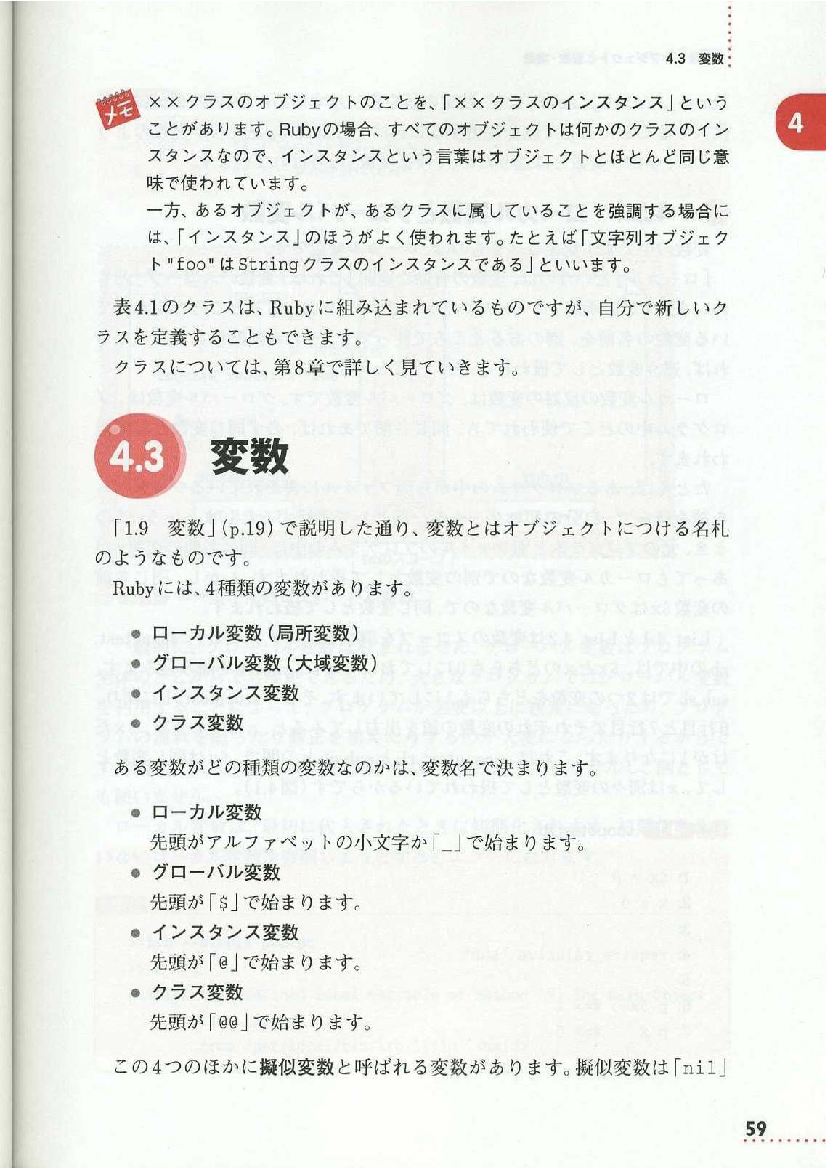 4.3 変数
4
メモ
××クラスのオブジェクトのことを、「××クラスのインスタンス」という
ことがあります。Rubyの場合、すべてのオブジェクトは何かのクラスのイン
スタンスなので、インスタンスという言葉はオブジェクトとほとんど同じ意
味で使われています。
一方、あるオブジェクトが、あるクラスに属していることを強調する場合に
は、「インスタンス」のほうがよく使われます。たとえば「文字列オブジェク
ト"foo"はStringクラスのインスタンスである」といいます。
表4.1のクラスは、Rubyに組み込まれているものですが、自分で新しいク
ラスを定義することもできます。
クラスについては、第8章で詳しく見ていきます。
4.3 変数
「1.9 変数」(p.19)で説明した通り、変数とはオブジェクトにつける名札
のようなものです。
Rubyには、4種類の変数があります。
● ローカル変数(局所変数)
● グローバル変数(大域変数)
● インスタンス変数
● クラス変数
ある変数がどの種類の変数なのかは、変数名で決まります。
● ローカル変数
先頭がアルファベットの小文字か「_」で始まります。
● グローバル変数
先頭が「$」で始まります。
● インスタンス変数
先頭が「@」で始まります。
● クラス変数
先頭が「@@」で始まります。
この4つのほかに擬似変数と呼ばれる変数があります。擬似変数は「nil」
59